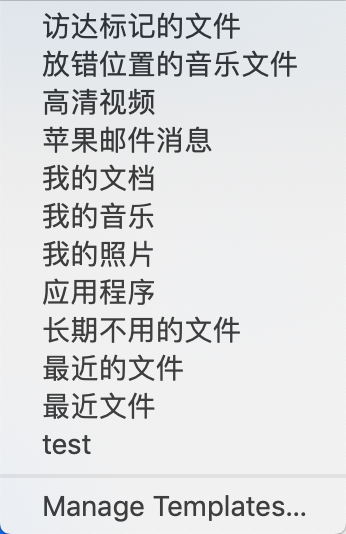 访达标记的文件
放错位置的音乐文件
高清视频
苹果邮件消息
我的文档
我的音乐
我的照片
应用程序
长期不用的文件
最近的文件
最近文件
test
Manage Templates...